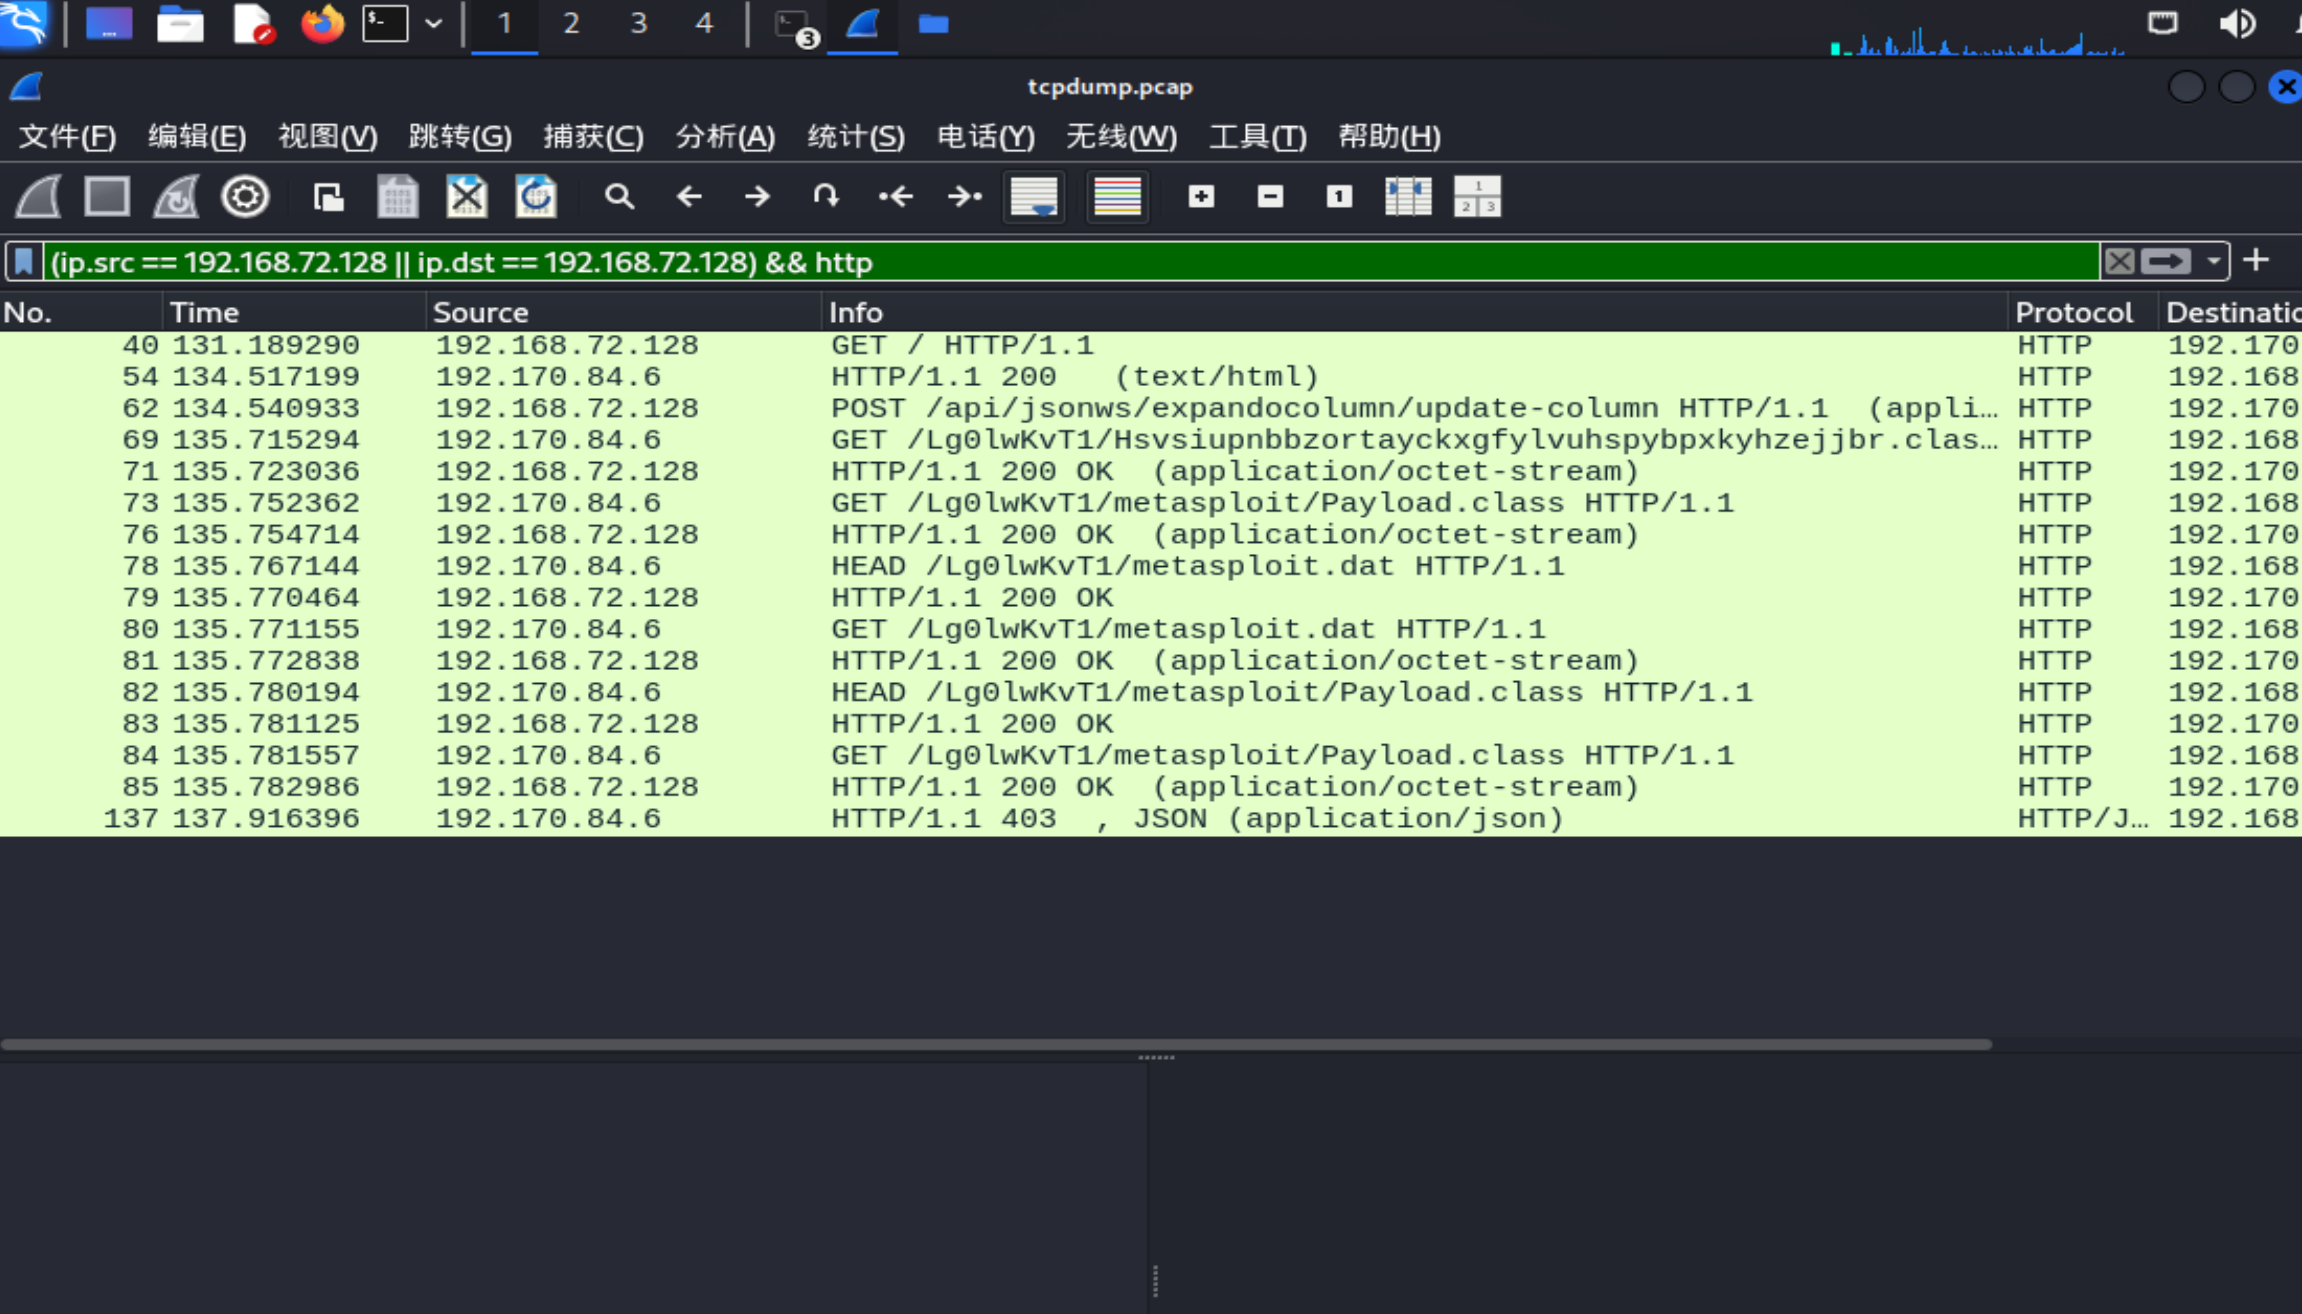 1 2 3 4 3
tcpdump.pcap
文件(F) 编辑(E) 视图(V) 跳转(G) 捕获(C) 分析(A) 统计(S) 电话(Y) 无线(W) 工具(T) 帮助(H)
(ip.src == 192.168.72.128 || ip.dst == 192.168.72.128) && http
No. Time Source Info Protocol Destinatio
40 131.189290 192.168.72.128 GET / HTTP/1.1 HTTP 192.170
54 134.517199 192.170.84.6 HTTP/1.1 200 (text/html) HTTP 192.168
62 134.540933 192.168.72.128 POST /api/jsonws/expandocolumn/update-column HTTP/1.1 (appli… HTTP 192.170
69 135.715294 192.170.84.6 GET /Lg0lwKvT1/Hsvsiupnbbzortayckxgfylvuhspybpxkyhzejjbr.clas… HTTP 192.168
71 135.723036 192.168.72.128 HTTP/1.1 200 OK (application/octet-stream) HTTP 192.170
73 135.752362 192.170.84.6 GET /Lg0lwKvT1/metasploit/Payload.class HTTP/1.1 HTTP 192.168
76 135.754714 192.168.72.128 HTTP/1.1 200 OK (application/octet-stream) HTTP 192.170
78 135.767144 192.170.84.6 HEAD /Lg0lwKvT1/metasploit.dat HTTP/1.1 HTTP 192.168
79 135.770464 192.168.72.128 HTTP/1.1 200 OK HTTP 192.170
80 135.771155 192.170.84.6 GET /Lg0lwKvT1/metasploit.dat HTTP/1.1 HTTP 192.168
81 135.772838 192.168.72.128 HTTP/1.1 200 OK (application/octet-stream) HTTP 192.170
82 135.780194 192.170.84.6 HEAD /Lg0lwKvT1/metasploit/Payload.class HTTP/1.1 HTTP 192.168
83 135.781125 192.168.72.128 HTTP/1.1 200 OK HTTP 192.170
84 135.781557 192.170.84.6 GET /Lg0lwKvT1/metasploit/Payload.class HTTP/1.1 HTTP 192.168
85 135.782986 192.168.72.128 HTTP/1.1 200 OK (application/octet-stream) HTTP 192.170
137 137.916396 192.170.84.6 HTTP/1.1 403 , JSON (application/json) HTTP/J… 192.168